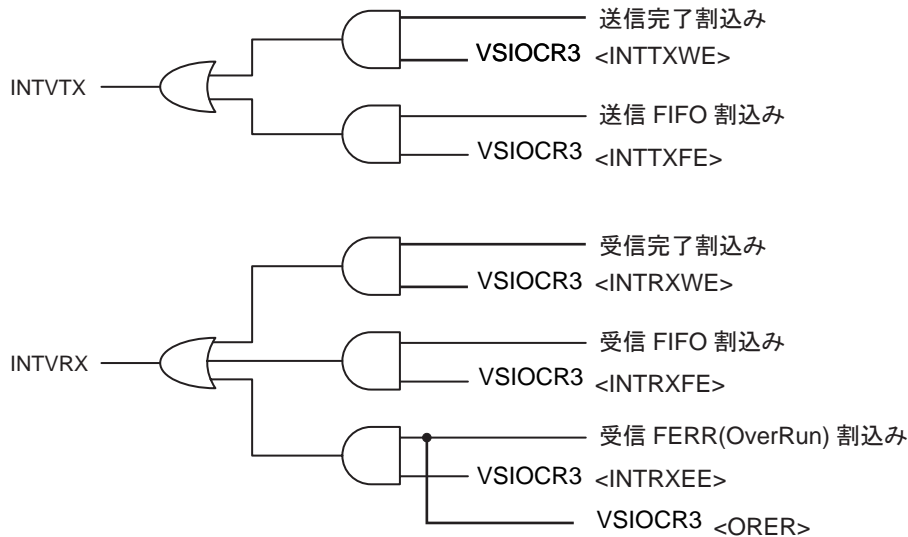 送信完了割込み
VSIOCR3 <INTTXWE>
INTVTX
送信 FIFO 割込み
VSIOCR3 <INTTXFE>
受信完了割込み
VSIOCR3 <INTRXWE>
INTVRX
受信 FIFO 割込み
VSIOCR3 <INTRXFE>
受信 FERR(OverRun) 割込み
VSIOCR3 <INTRXEE>
VSIOCR3 <ORER>